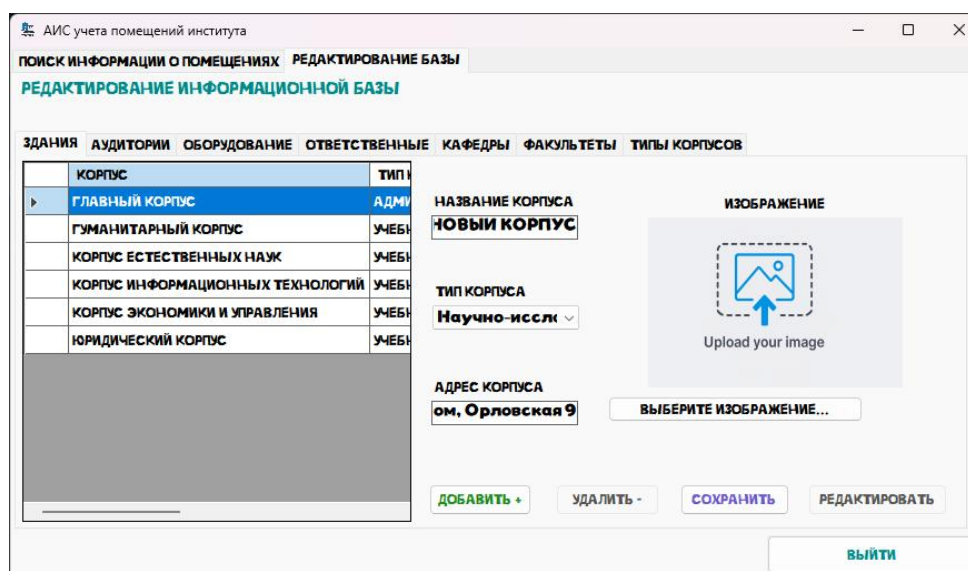 АИС учета помещений института
ПОИСК ИНФОРМАЦИИ О ПОМЕЩЕНИЯХ РЕДАКТИРОВАНИЕ БАЗЫ
РЕДАКТИРОВАНИЕ ИНФОРМАЦИОННОЙ БАЗЫ
ЗДАНИЯ АУДИТОРИИ ОБОРУДОВАНИЕ ОТВЕТСТВЕННЫЕ КАФЕДРЫ ФАКУЛЬТЕТЫ ТИПЫ КОРПУСОВ
КОРПУС ТИП
ГЛАВНЫЙ КОРПУС
ГУМАНИТАРНЫЙ КОРПУС
КОРПУС ЕСТЕСТВЕННЫХ НАУК
КОРПУС ИНФОРМАЦИОННЫХ ТЕХНОЛОГИЙ
КОРПУС ЭКОНОМИКИ И УПРАВЛЕНИЯ
ЮРИДИЧЕСКИЙ КОРПУС
НАЗВАНИЕ КОРПУСА
НОВЫЙ КОРПУС
ТИП КОРПУСА
Научно-иссл
АДРЕС КОРПУСА
ом, Орловская 9
ИЗОБРАЖЕНИЕ
Upload your image
ВЫБЕРИТЕ ИЗОБРАЖЕНИЕ...
ДОБАВИТЬ + УДАЛИТЬ - СОХРАНИТЬ РЕДАКТИРОВАТЬ
ВЫЙТИ